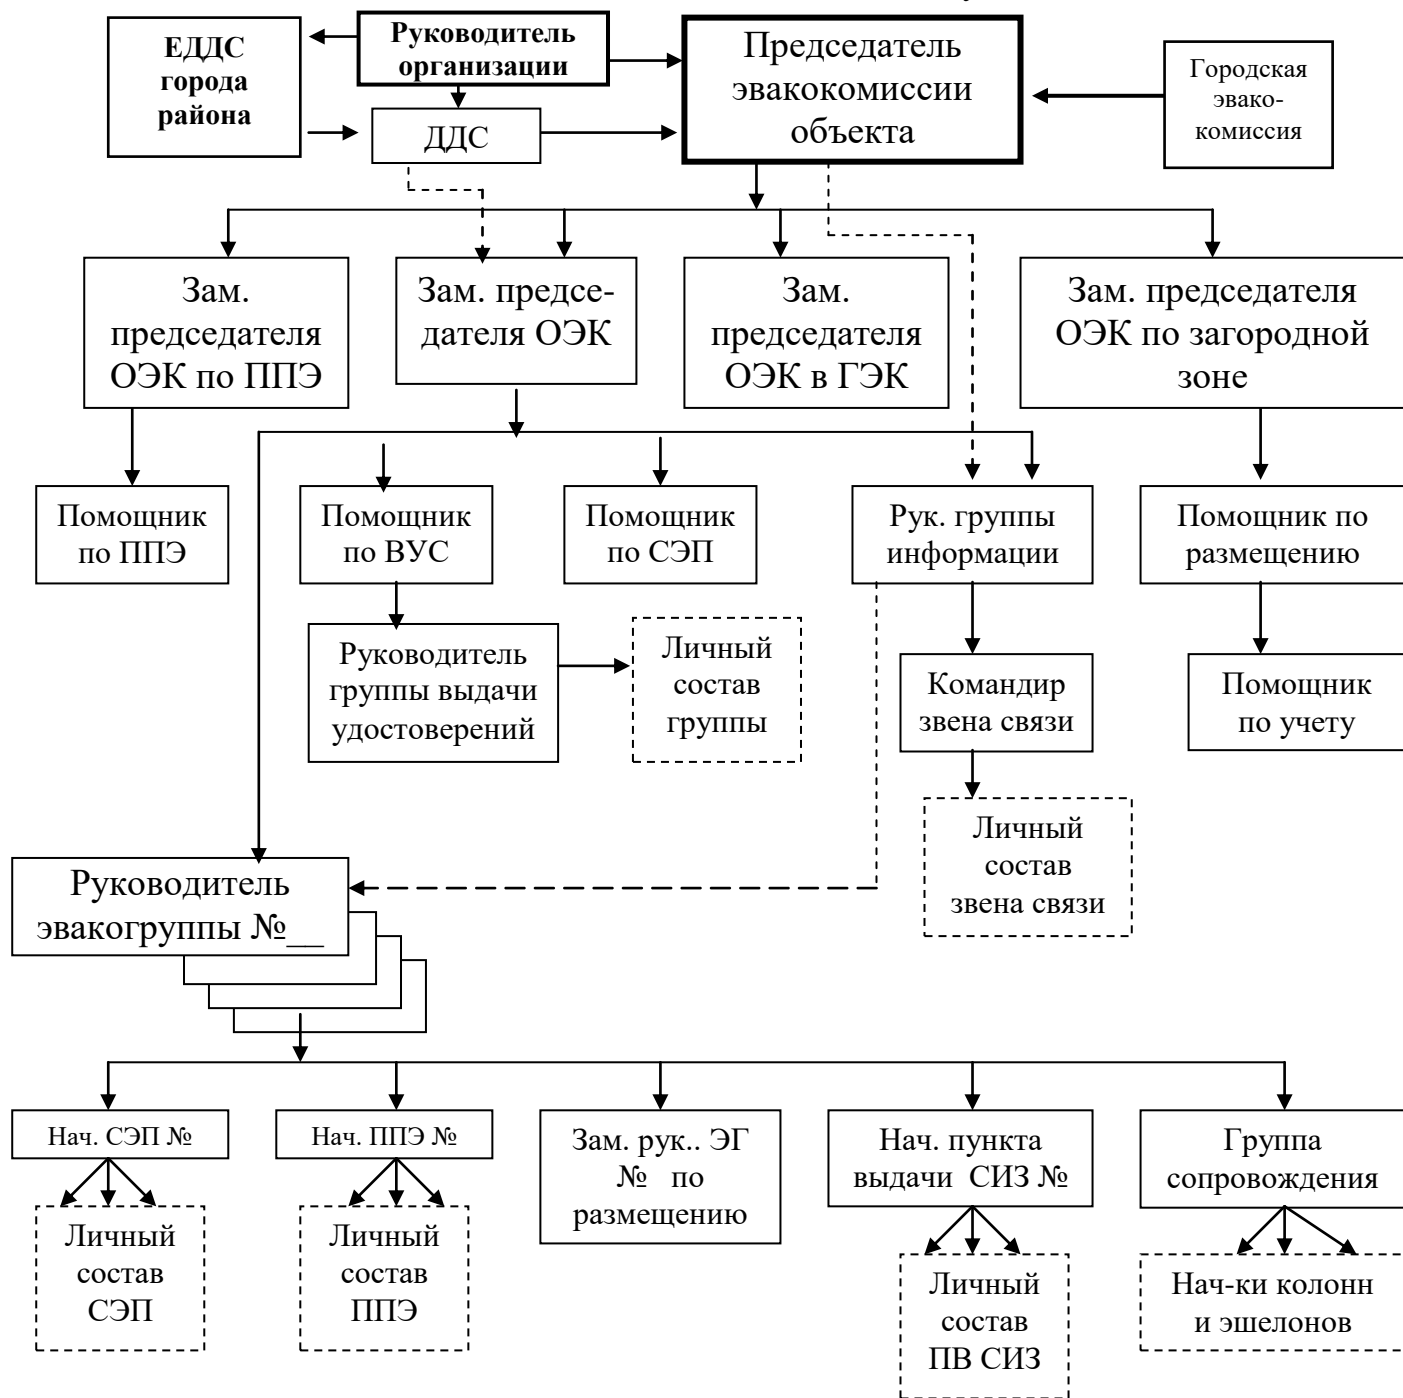 ЕДДС
города
района
Руководитель
организации
Председатель
эвакокомиссии
объекта
Городская
эвако-
комиссия
ДДС
Зам.
председателя
ОЭК по ППЭ
Зам. предсе-
дателя ОЭК
Зам.
председателя
ОЭК в ГЭК
Зам. председателя
ОЭК по загородной
зоне
Помощник
по ППЭ
Помощник
по ВУС
Помощник
по СЭП
Рук. группы
информации
Помощник по
размещению
Руководитель
группы выдачи
удостоверений
Личный
состав
группы
Командир
звена связи
Помощник
по учету
Личный
состав
звена связи
Руководитель
эвакогруппы №__
Нач. СЭП №
Нач. ППЭ №
Зам. рук.. ЭГ
№ по
размещению
Нач. пункта
выдачи СИЗ №
Группа
сопровождения
Личный
состав
СЭП
Личный
состав
ППЭ
Личный
состав
ПВ СИЗ
Нач-ки колонн
и эшелонов